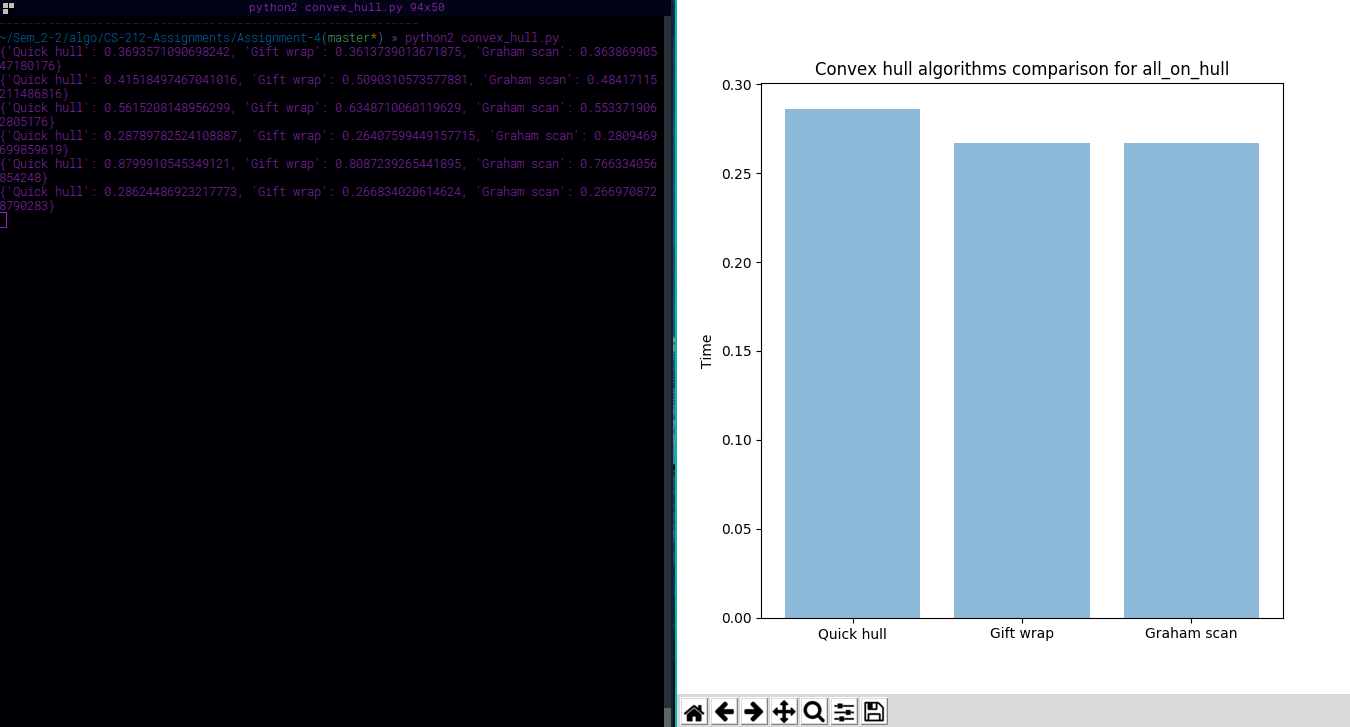 python2 convex_hull.py 94x50
~/Sem_2-2/algo/CS-212-Assignments/Assignment-4(master*) » python2 convex_hull.py
{'Quick hull': 0.3693571090698242, 'Gift wrap': 0.3613739013671875, 'Graham scan': 0.363869905
47180176}
{'Quick hull': 0.41518497467041016, 'Gift wrap': 0.5090310573577881, 'Graham scan': 0.48417115
211486816}
{'Quick hull': 0.5615208148956299, 'Gift wrap': 0.6348710060119629, 'Graham scan': 0.553371906
2805176}
{'Quick hull': 0.28789782524108887, 'Gift wrap': 0.26407599449157715, 'Graham scan': 0.2809469
699859619}
{'Quick hull': 0.8799910545349121, 'Gift wrap': 0.8087239265441895, 'Graham scan': 0.766334056
854248}
{'Quick hull': 0.28624486923217773, 'Gift wrap': 0.266834020614624, 'Graham scan': 0.266970872
8790283}
Convex hull algorithms comparison for all_on_hull
0.30
0.25
0.20
0.15
0.10
0.05
0.00
Time
Quick hull
Gift wrap
Graham scan